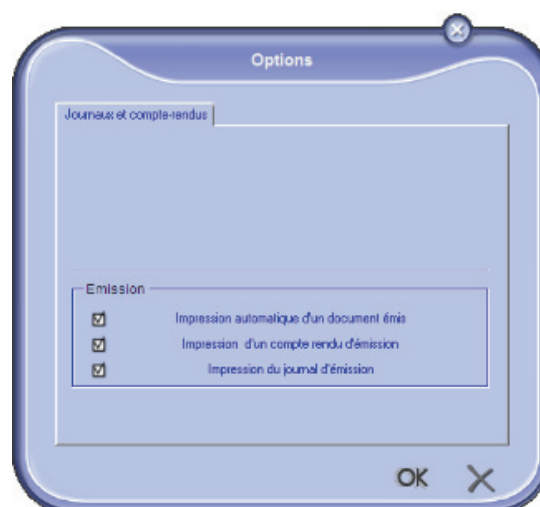 Options
Journaux et compte-rendus
Emission
Impression automatique d'un document émis
Impression d'un compte rendu d'émission
Impression du journal d'émission
OK